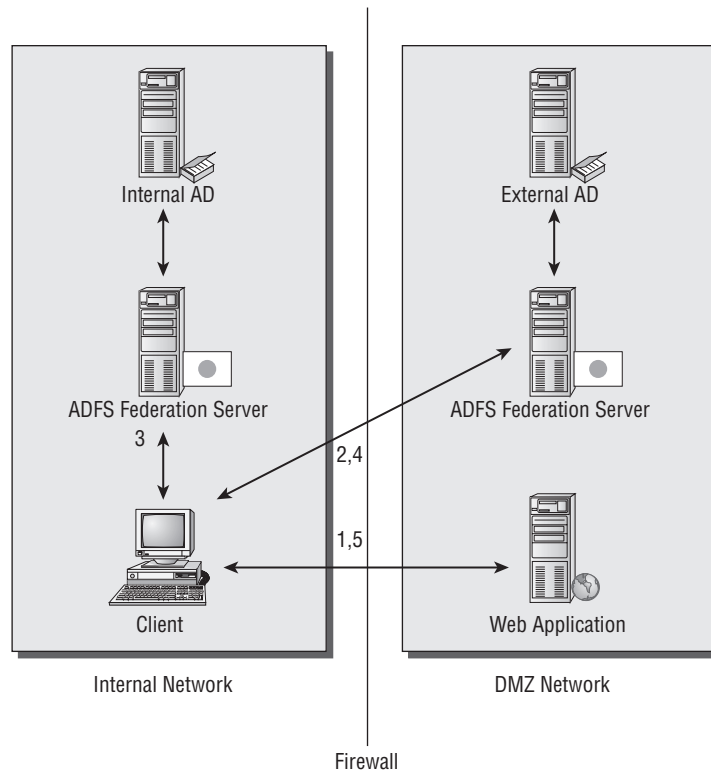 Internal AD
External AD
ADFS Federation Server
ADFS Federation Server
3
2,4
1,5
Client
Web Application
Internal Network
DMZ Network
Firewall